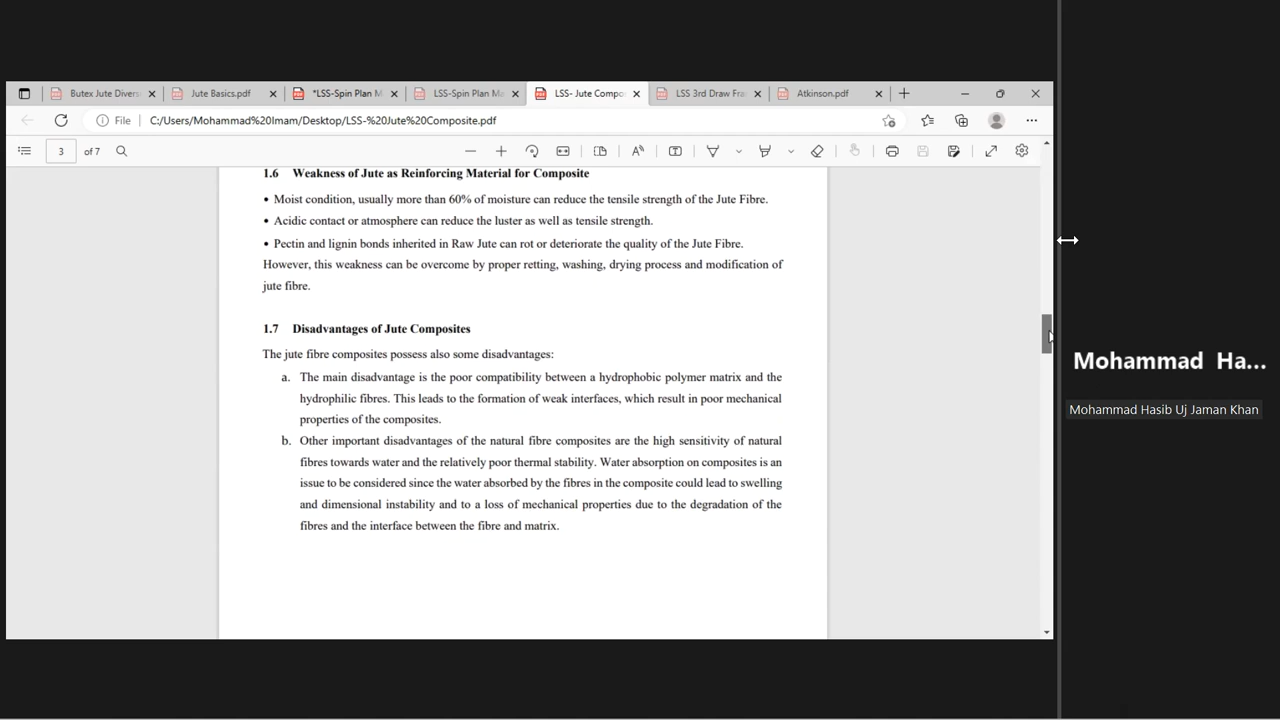 Butex Jute Divers
Jute Basics.pdf
*LSS-Spin Plan M
LSS-Spin Plan Ma
LSS- Jute Compo
LSS 3rd Draw Fra
Atkinson.pdf
File C:/Users/Mohammad%20Imam/Desktop/LSS-%20Jute%20Composite.pdf
3 of 7
1.6 Weakness of Jute as Reinforcing Material for Composite
• Moist condition, usually more than 60% of moisture can reduce the tensile strength of the Jute Fibre.
• Acidic contact or atmosphere can reduce the luster as well as tensile strength.
• Pectin and lignin bonds inherited in Raw Jute can rot or deteriorate the quality of the Jute Fibre.
However, this weakness can be overcome by proper retting, washing, drying process and modification of
jute fibre.
1.7 Disadvantages of Jute Composites
The jute fibre composites possess also some disadvantages:
a. The main disadvantage is the poor compatibility between a hydrophobic polymer matrix and the
hydrophilic fibres. This leads to the formation of weak interfaces, which result in poor mechanical
properties of the composites.
b. Other important disadvantages of the natural fibre composites are the high sensitivity of natural
fibres towards water and the relatively poor thermal stability. Water absorption on composites is an
issue to be considered since the water absorbed by the fibres in the composite could lead to swelling
and dimensional instability and to a loss of mechanical properties due to the degradation of the
fibres and the interface between the fibre and matrix.
Mohammad Ha...
Mohammad Hasib Uj Jaman Khan